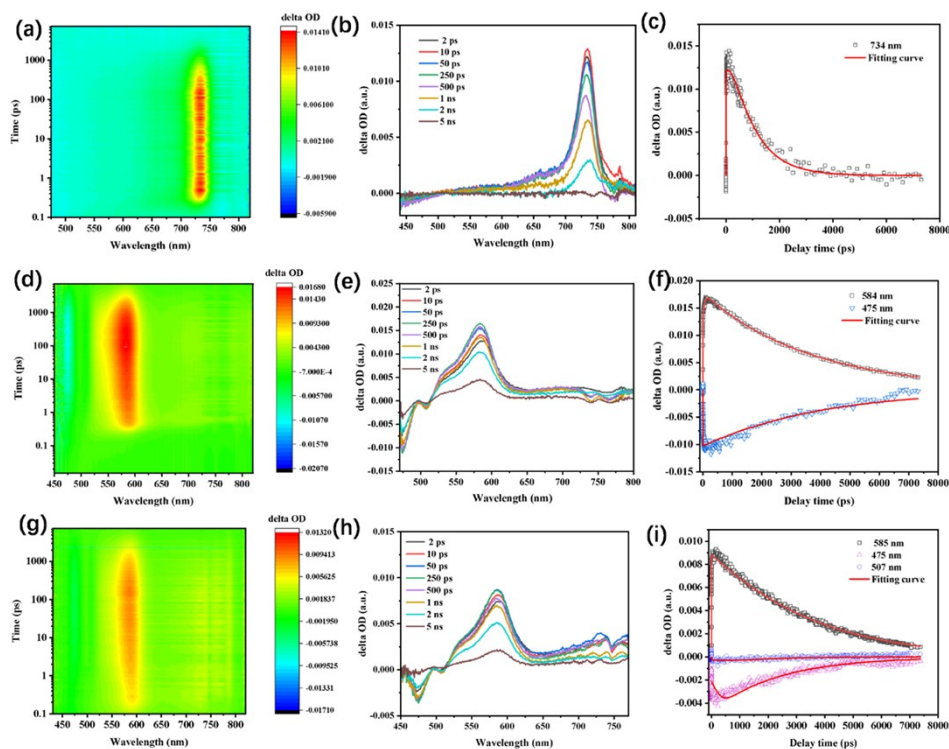 (a)
delta OD
0.01410
0.01010
0.006100
0.002100
-0.001900
-0.005900
Time (ps)
1000
100
10
1
0.1
500 550 600 650 700 750 800
Wavelength (nm)
(b)
2 ps
10 ps
50 ps
250 ps
500 ps
1 ns
2 ns
5 ns
delta OD (a.u.)
0.015
0.010
0.005
0.000
450 500 550 600 650 700 750 800
Wavelength (nm)
(c)
734 nm
Fitting curve
delta OD (a.u.)
0.020
0.015
0.010
0.005
0.000
-0.005
0 2000 4000 6000 8000
Delay time (ps)
(d)
delta OD
0.01680
0.01430
0.009300
0.004300
-7.000E-4
-0.01070
-0.01570
-0.02070
Time (ps)
1000
100
10
1
0.1
450 500 550 600 650 700 750 800
Wavelength (nm)
(e)
2 ps
10 ps
50 ps
250 ps
500 ps
1 ns
2 ns
5 ns
delta OD (a.u.)
0.025
0.020
0.015
0.010
0.005
0.000
-0.005
-0.010
-0.015
500 550 600 650 700 750 800
Wavelength (nm)
(f)
584 nm
475 nm
Fitting curve
delta OD (a.u.)
0.020
0.015
0.010
0.005
0.000
-0.005
-0.010
-0.015
0 1000 2000 3000 4000 5000 6000 7000 8000
Delay time (ps)
(g)
delta OD
0.01320
0.009413
0.005625
0.001837
-0.001950
-0.005738
-0.009525
-0.01331
-0.01710
Time (ps)
1000
100
10
1
0.1
450 500 550 600 650 700 750 800
Wavelength (nm)
(h)
2 ps
10 ps
50 ps
250 ps
500 ps
1 ns
2 ns
5 ns
delta OD (a.u.)
0.015
0.010
0.005
0.000
-0.005
450 500 550 600 650 700 750
Wavelength (nm)
(i)
585 nm
475 nm
507 nm
Fitting curve
delta OD (a.u.)
0.010
0.008
0.006
0.004
0.002
0.000
-0.002
-0.004
0 1000 2000 3000 4000 5000 6000 7000 8000
Delay time (ps)